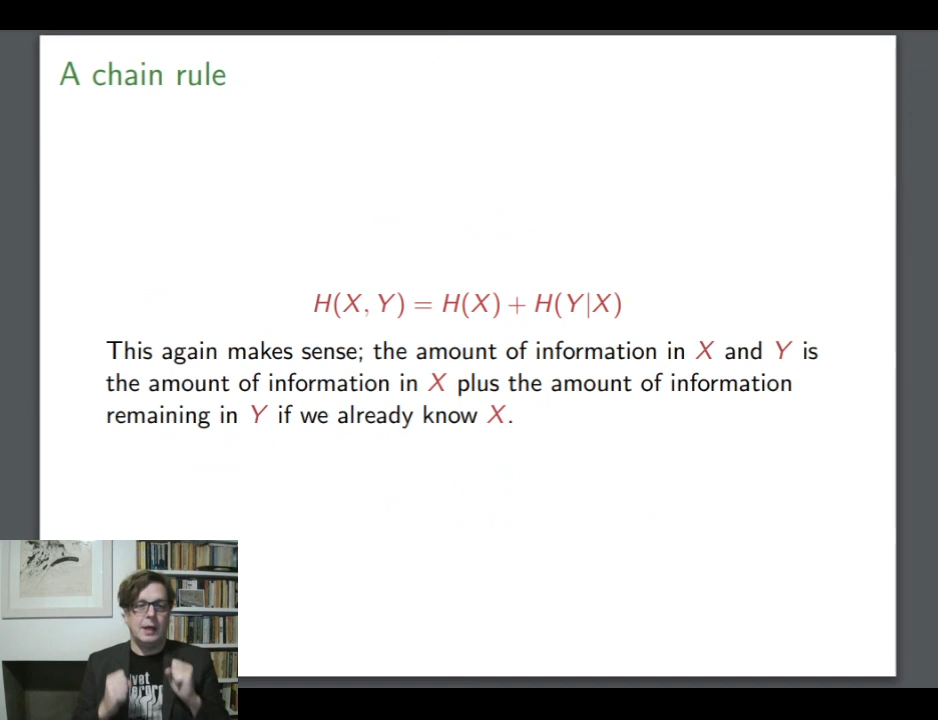 A chain rule
H(X, Y) = H(X) + H(Y|X)
This again makes sense; the amount of information in X and Y is
the amount of information in X plus the amount of information
remaining in Y if we already know X.